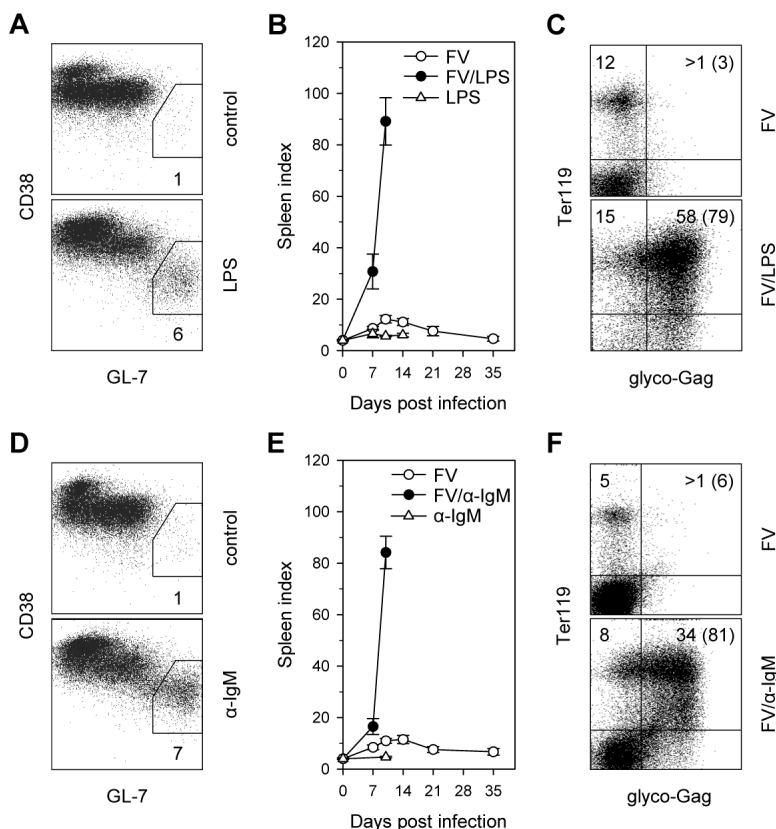 A
CD38
control
1
LPS
6
GL-7
B
Spleen index
120
100
80
60
40
20
0
FV
FV/LPS
LPS
0 7 14 21 28 35
Days post infection
C
Ter119
12 >1 (3)
FV
15 58 (79)
FV/LPS
glyco-Gag
D
CD38
control
1
α-IgM
7
GL-7
E
Spleen index
120
100
80
60
40
20
0
FV
FV/α-IgM
α-IgM
0 7 14 21 28 35
Days post infection
F
Ter119
5 >1 (6)
FV
8 34 (81)
FV/α-IgM
glyco-Gag